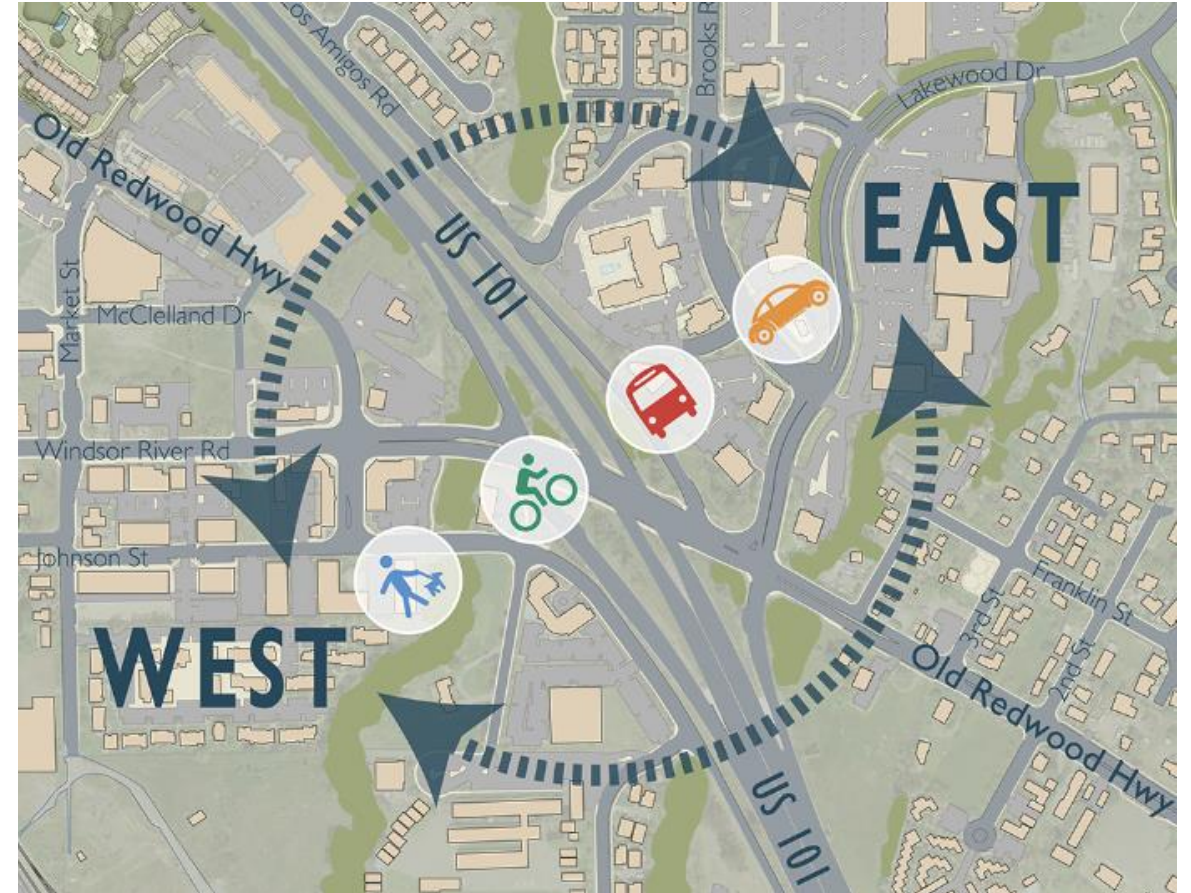 Los Amigos Rd
Brooks R
Lakewood Dr
Old Redwood Hwy
US 101
EAST
Market St
McClelland Dr
Windsor River Rd
Johnson St
Franklin St
3rd St
2nd St
WEST
Old Redwood Hwy
US 101